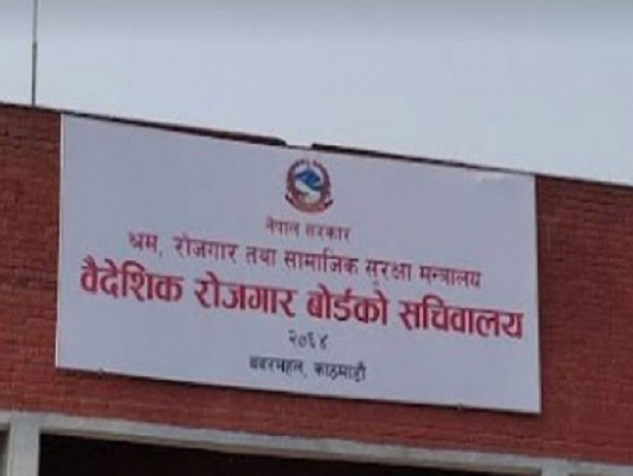 नेपाल सरकार
श्रम, रोजगार तथा सामाजिक सुरक्षा मन्त्रालय
वैदेशिक रोजगार बोर्डको सचिवालय
२०६४
बबरमहल, काठमाडौं